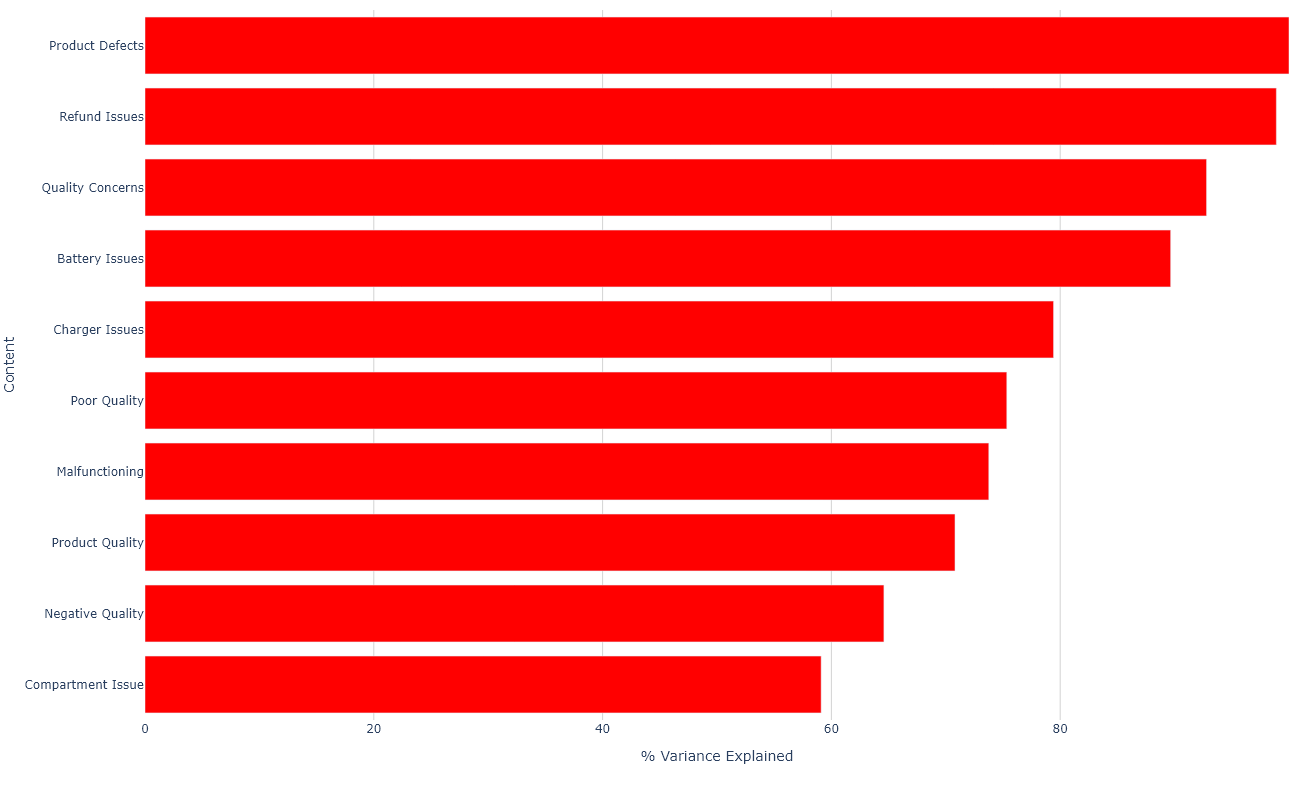 Product Defects
Refund Issues
Quality Concerns
Battery Issues
Charger Issues
Poor Quality
Malfunctioning
Product Quality
Negative Quality
Compartment Issue
Content
0 20 40 60 80
% Variance Explained